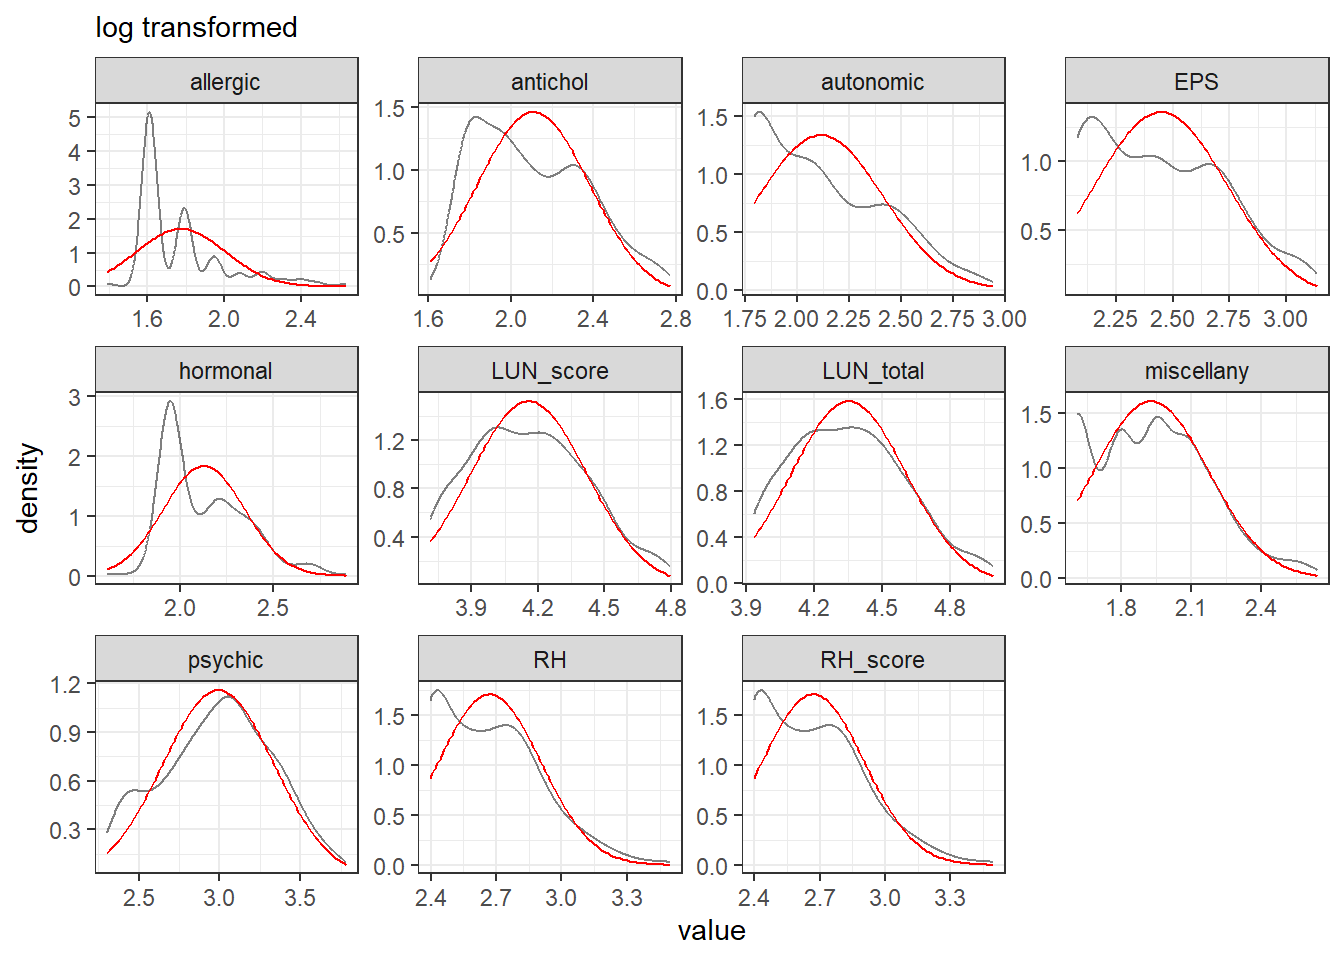 log transformed
allergic antichol autonomic EPS
5 4 3 2 1 0
1.5 1.0 0.5
1.5 1.0 0.5 0.0
1.0 0.5
1.6 2.0 2.4
1.6 2.0 2.4 2.8
1.75 2.00 2.25 2.50 2.75 3.00
2.25 2.50 2.75 3.00
hormonal LUN_score LUN_total miscellany
3 2 1 0
1.2 0.8 0.4
1.6 1.2 0.8 0.4 0.0
1.5 1.0 0.5 0.0
2.0 2.5
3.9 4.2 4.5 4.8
3.9 4.2 4.5 4.8
1.8 2.1 2.4
density
psychic RH RH_score
1.2 0.9 0.6 0.3
1.5 1.0 0.5 0.0
1.5 1.0 0.5 0.0
2.5 3.0 3.5
2.4 2.7 3.0 3.3
2.4 2.7 3.0 3.3
value